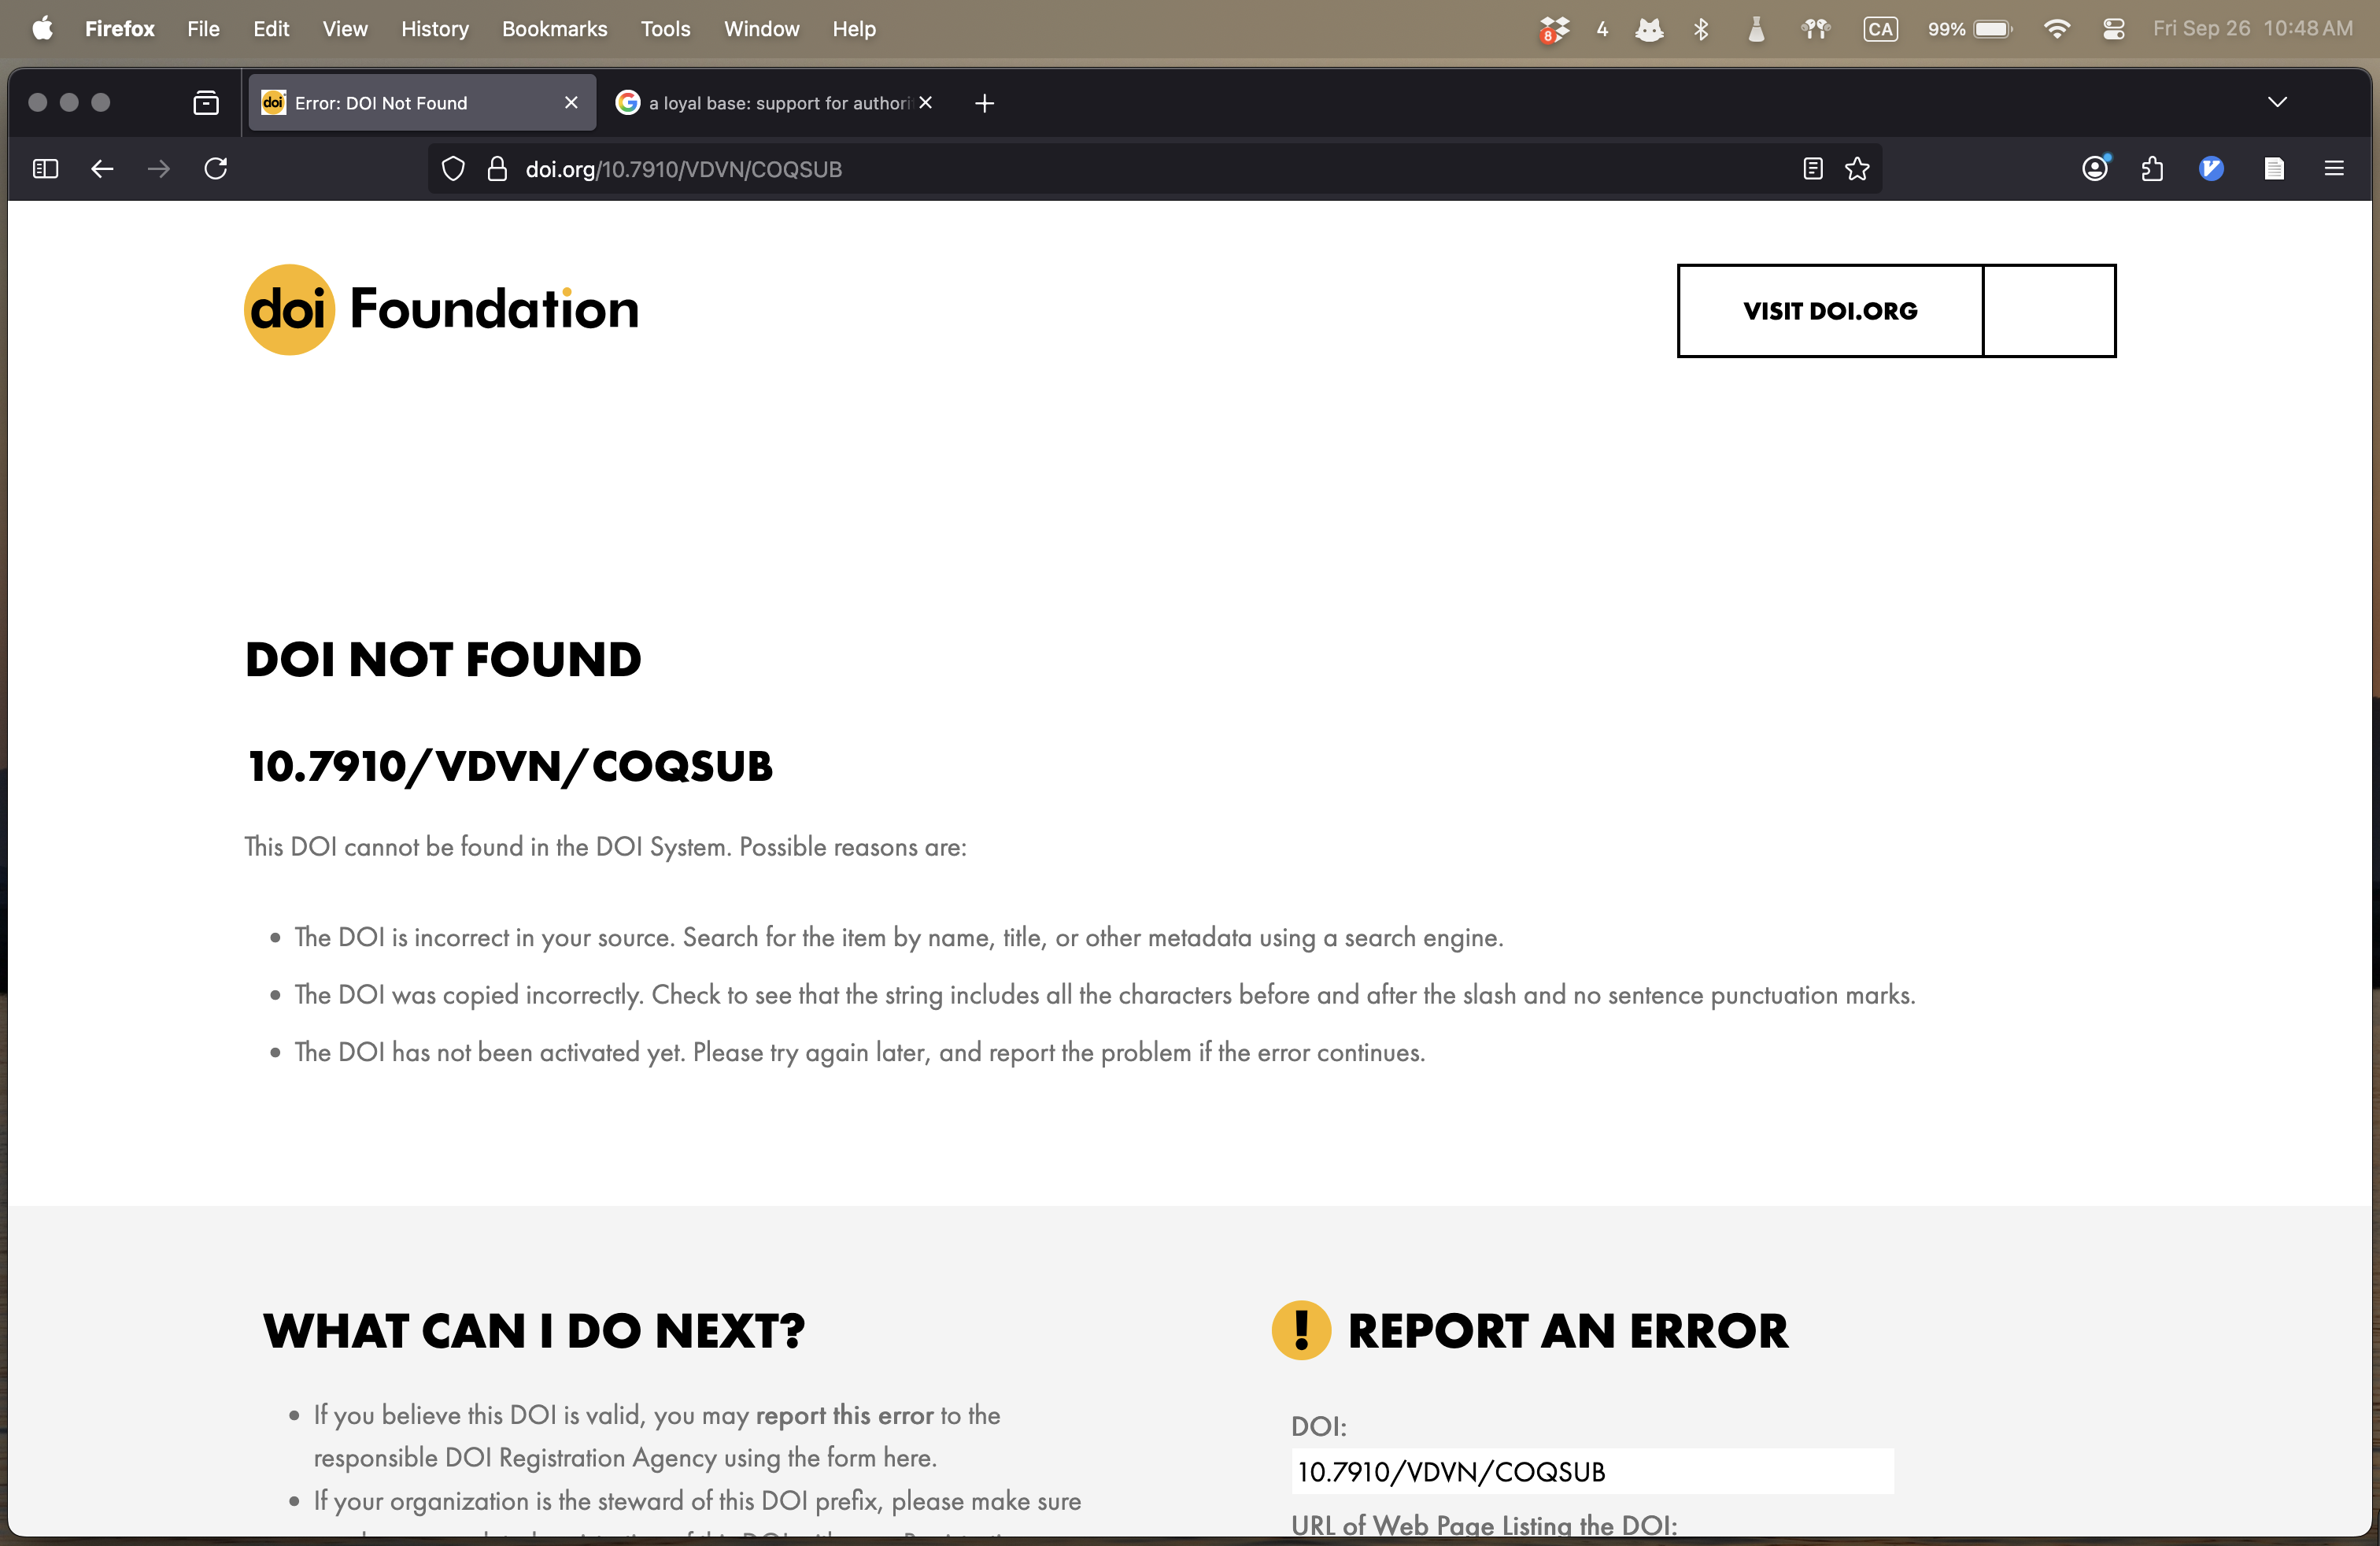 Firefox File Edit View History Bookmarks Tools Window Help 8 4 CA 99% Fri Sep 26 10:48 AM
doi Error: DOI Not Found a loyal base: support for authori
doi.org/10.7910/VDVN/COQSUB
doi Foundation
VISIT DOI.ORG
DOI NOT FOUND
10.7910/VDVN/COQSUB
This DOI cannot be found in the DOI System. Possible reasons are:
• The DOI is incorrect in your source. Search for the item by name, title, or other metadata using a search engine.
• The DOI was copied incorrectly. Check to see that the string includes all the characters before and after the slash and no sentence punctuation marks.
• The DOI has not been activated yet. Please try again later, and report the problem if the error continues.
WHAT CAN I DO NEXT?
• If you believe this DOI is valid, you may report this error to the
responsible DOI Registration Agency using the form here.
• If your organization is the steward of this DOI prefix, please make sure
! REPORT AN ERROR
DOI:
10.7910/VDVN/COQSUB
URL of Web Page Listing the DOI: